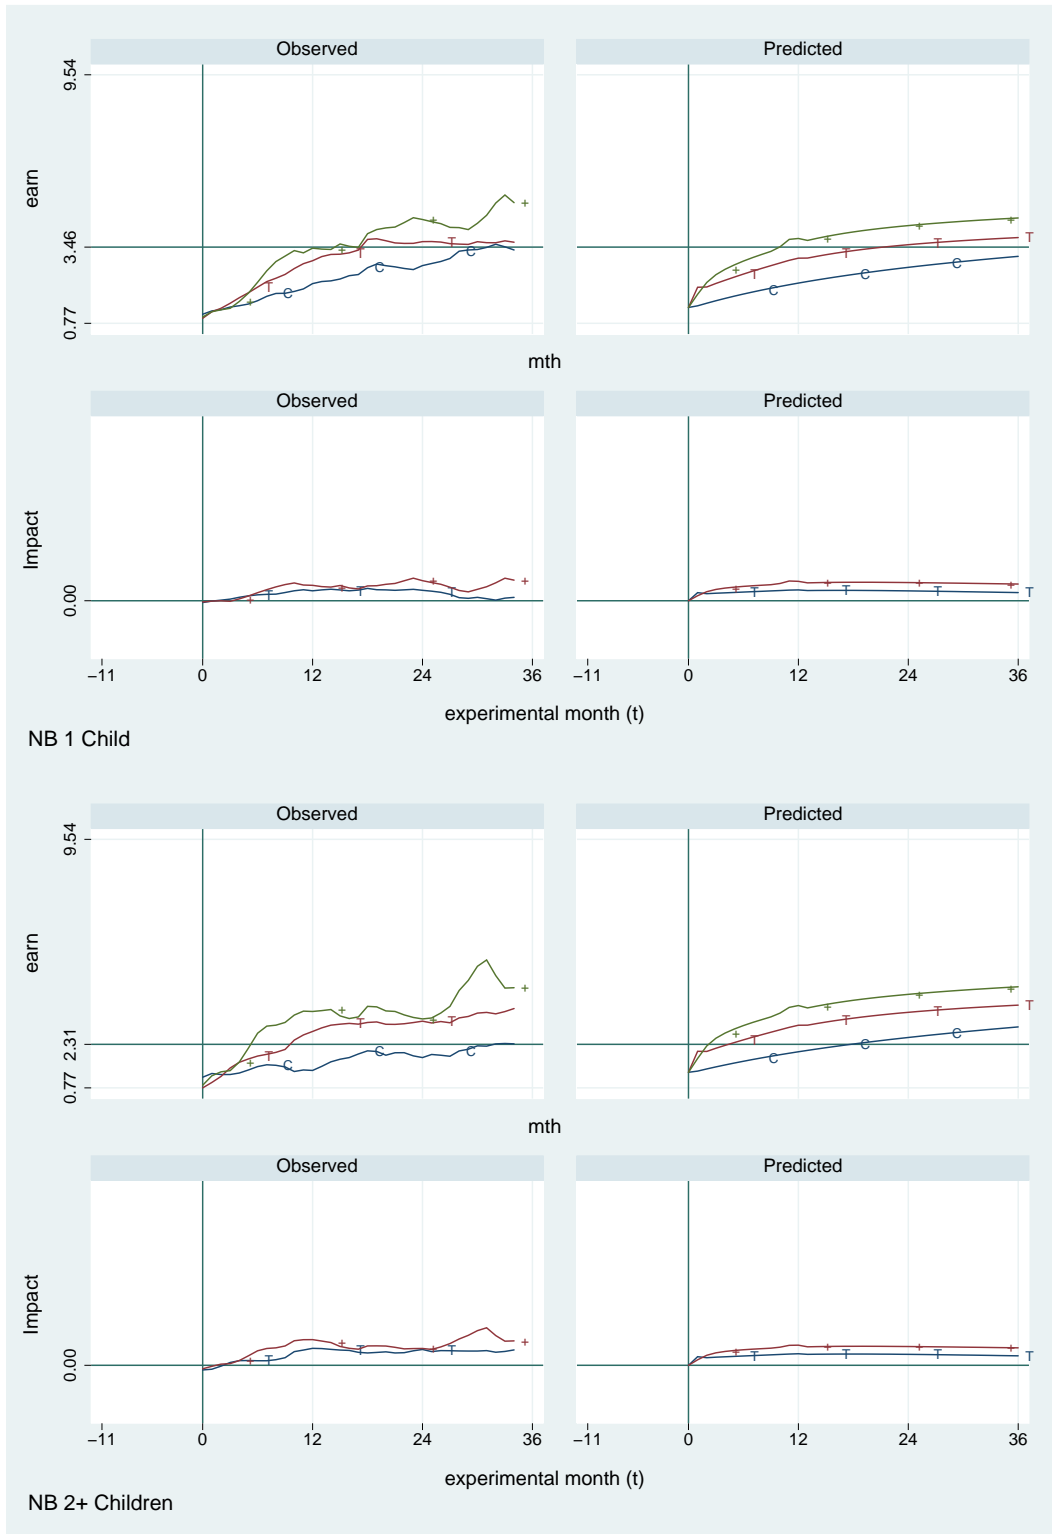 Observed Predicted
9.54
earn
3.46
0.77
+ T C + T C + T C +
+ T C + T C + T C + T
mth
Observed Predicted
Impact
0.00
+ T + T + T +
+ T + T + T + T
−11 0 12 24 36 −11 0 12 24 36
experimental month (t)
NB 1 Child
Observed Predicted
9.54
earn
2.31
0.77
+ T C + T C + T C +
+ T C + T C + T C + T
mth
Observed Predicted
Impact
0.00
+ T + T + T +
+ T + T + T + T
−11 0 12 24 36 −11 0 12 24 36
experimental month (t)
NB 2+ Children